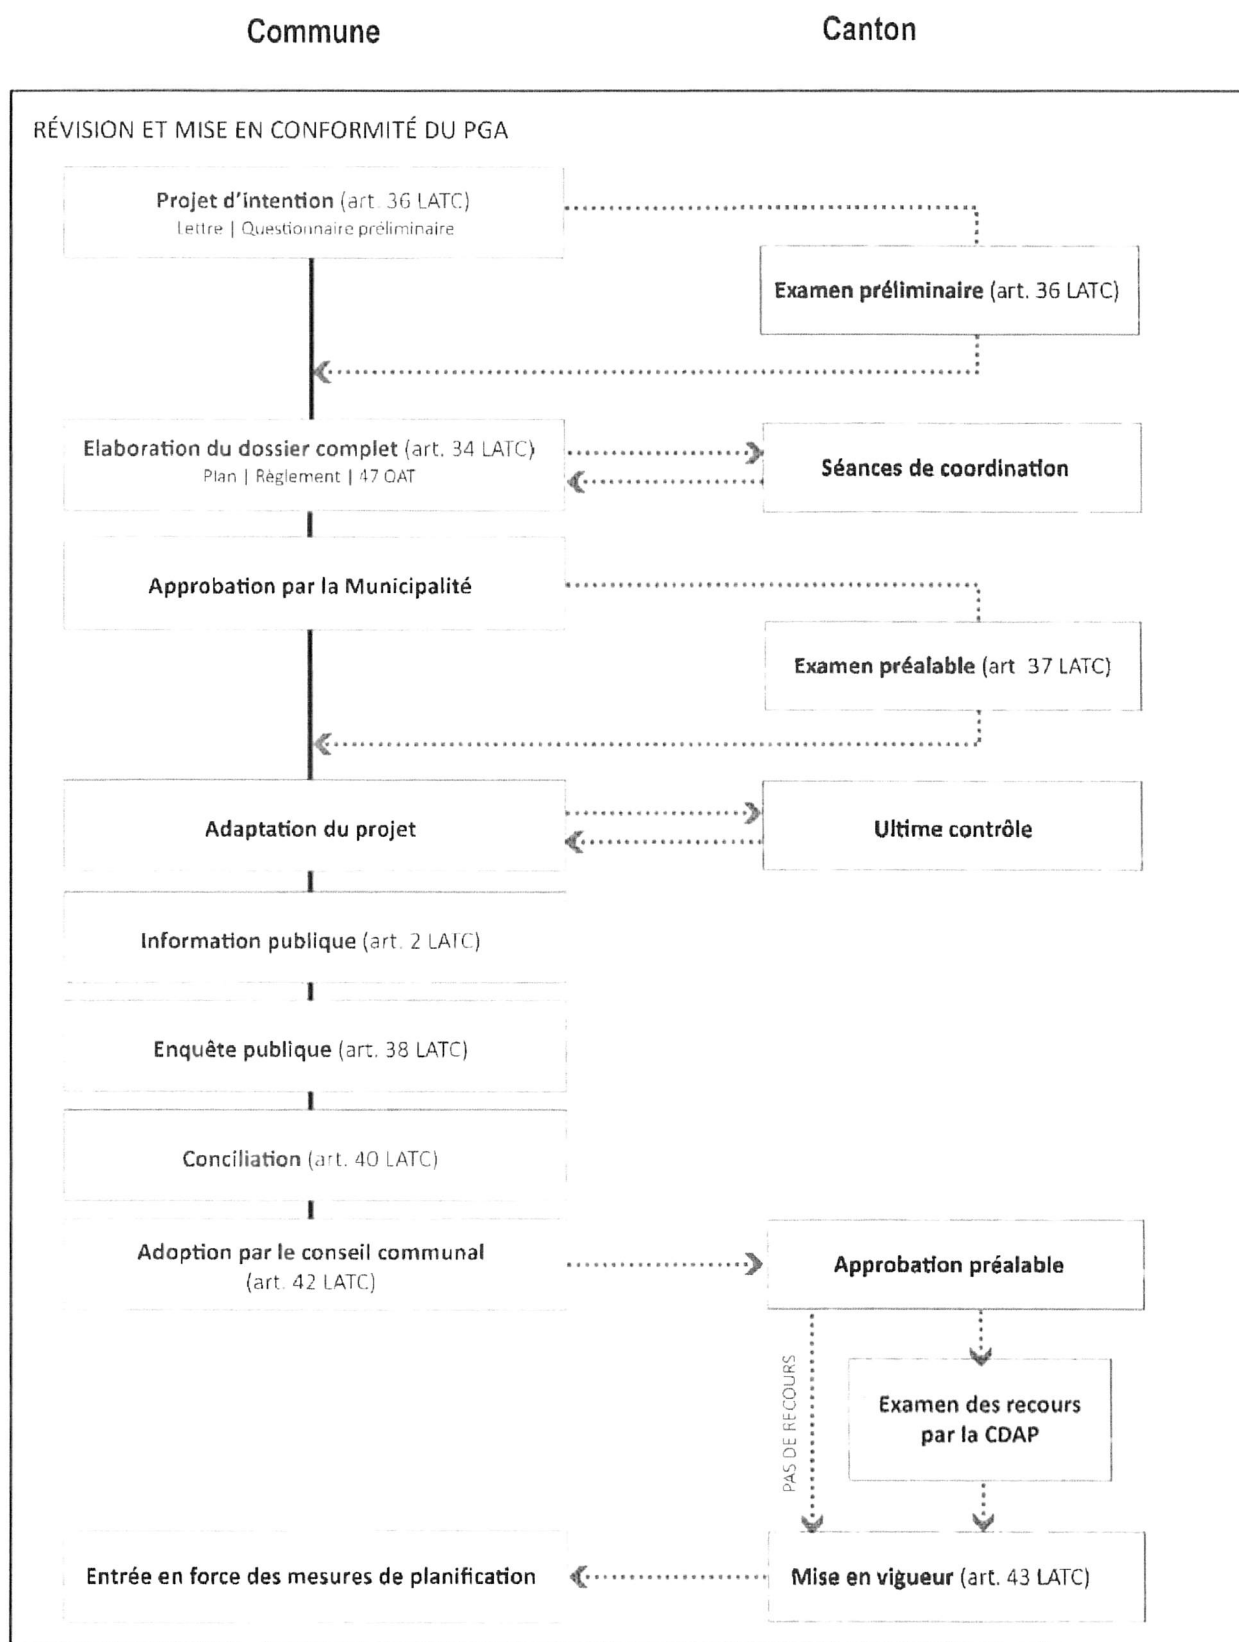 Commune
Canton
RÉVISION ET MISE EN CONFORMITÉ DU PGA
Projet d'intention (art. 36 LATC)
Lettre | Questionnaire préliminaire
Examen préliminaire (art. 36 LATC)
Elaboration du dossier complet (art. 34 LATC)
Plan | Règlement | 47 OAT
Séances de coordination
Approbation par la Municipalité
Examen préalable (art 37 LATC)
Adaptation du projet
Ultime contrôle
Information publique (art. 2 LATC)
Enquête publique (art. 38 LATC)
Conciliation (art. 40 LATC)
Adoption par le conseil communal
(art. 42 LATC)
Approbation préalable
PAS DE RECOURS
Examen des recours
par la CDAP
Entrée en force des mesures de planification
Mise en vigueur (art. 43 LATC)